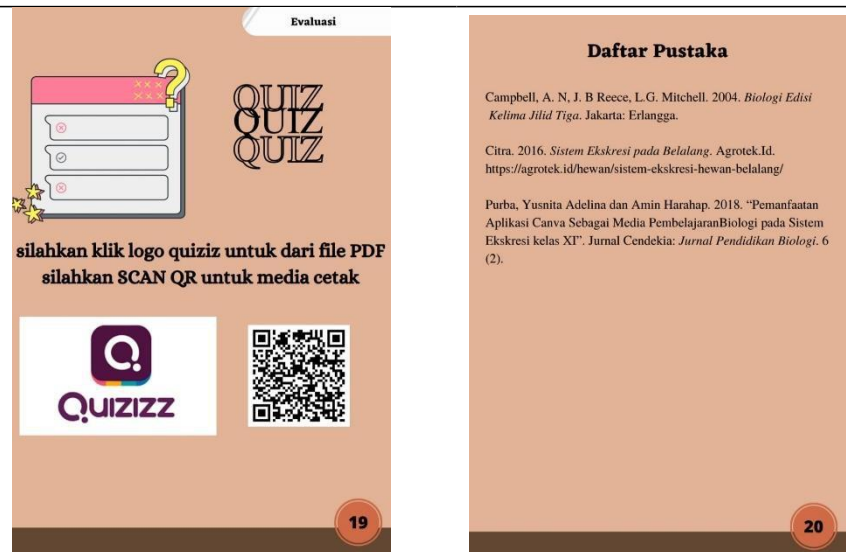 Evaluasi
QUIZ
QUIZ
QUIZ
silahkan klik logo quiziz untuk dari file PDF
silahkan SCAN QR untuk media cetak
QUIZIZZ
19
Daftar Pustaka
Campbell, A. N, J. B Reece, L.G. Mitchell. 2004. Biologi Edisi
Kelima Jilid Tiga. Jakarta: Erlangga.
Citra. 2016. Sistem Ekskresi pada Belalang. Agrotek.Id.
https://agrotek.id/hewan/sistem-ekskresi-hewan-belalang/
Purba, Yusnita Adelina dan Amin Harahap. 2018. “Pemanfaatan
Aplikasi Canva Sebagai Media PembelajaranBiologi pada Sistem
Ekskresi kelas XI”. Jurnal Cendekia: Jurnal Pendidikan Biologi. 6
(2).
20